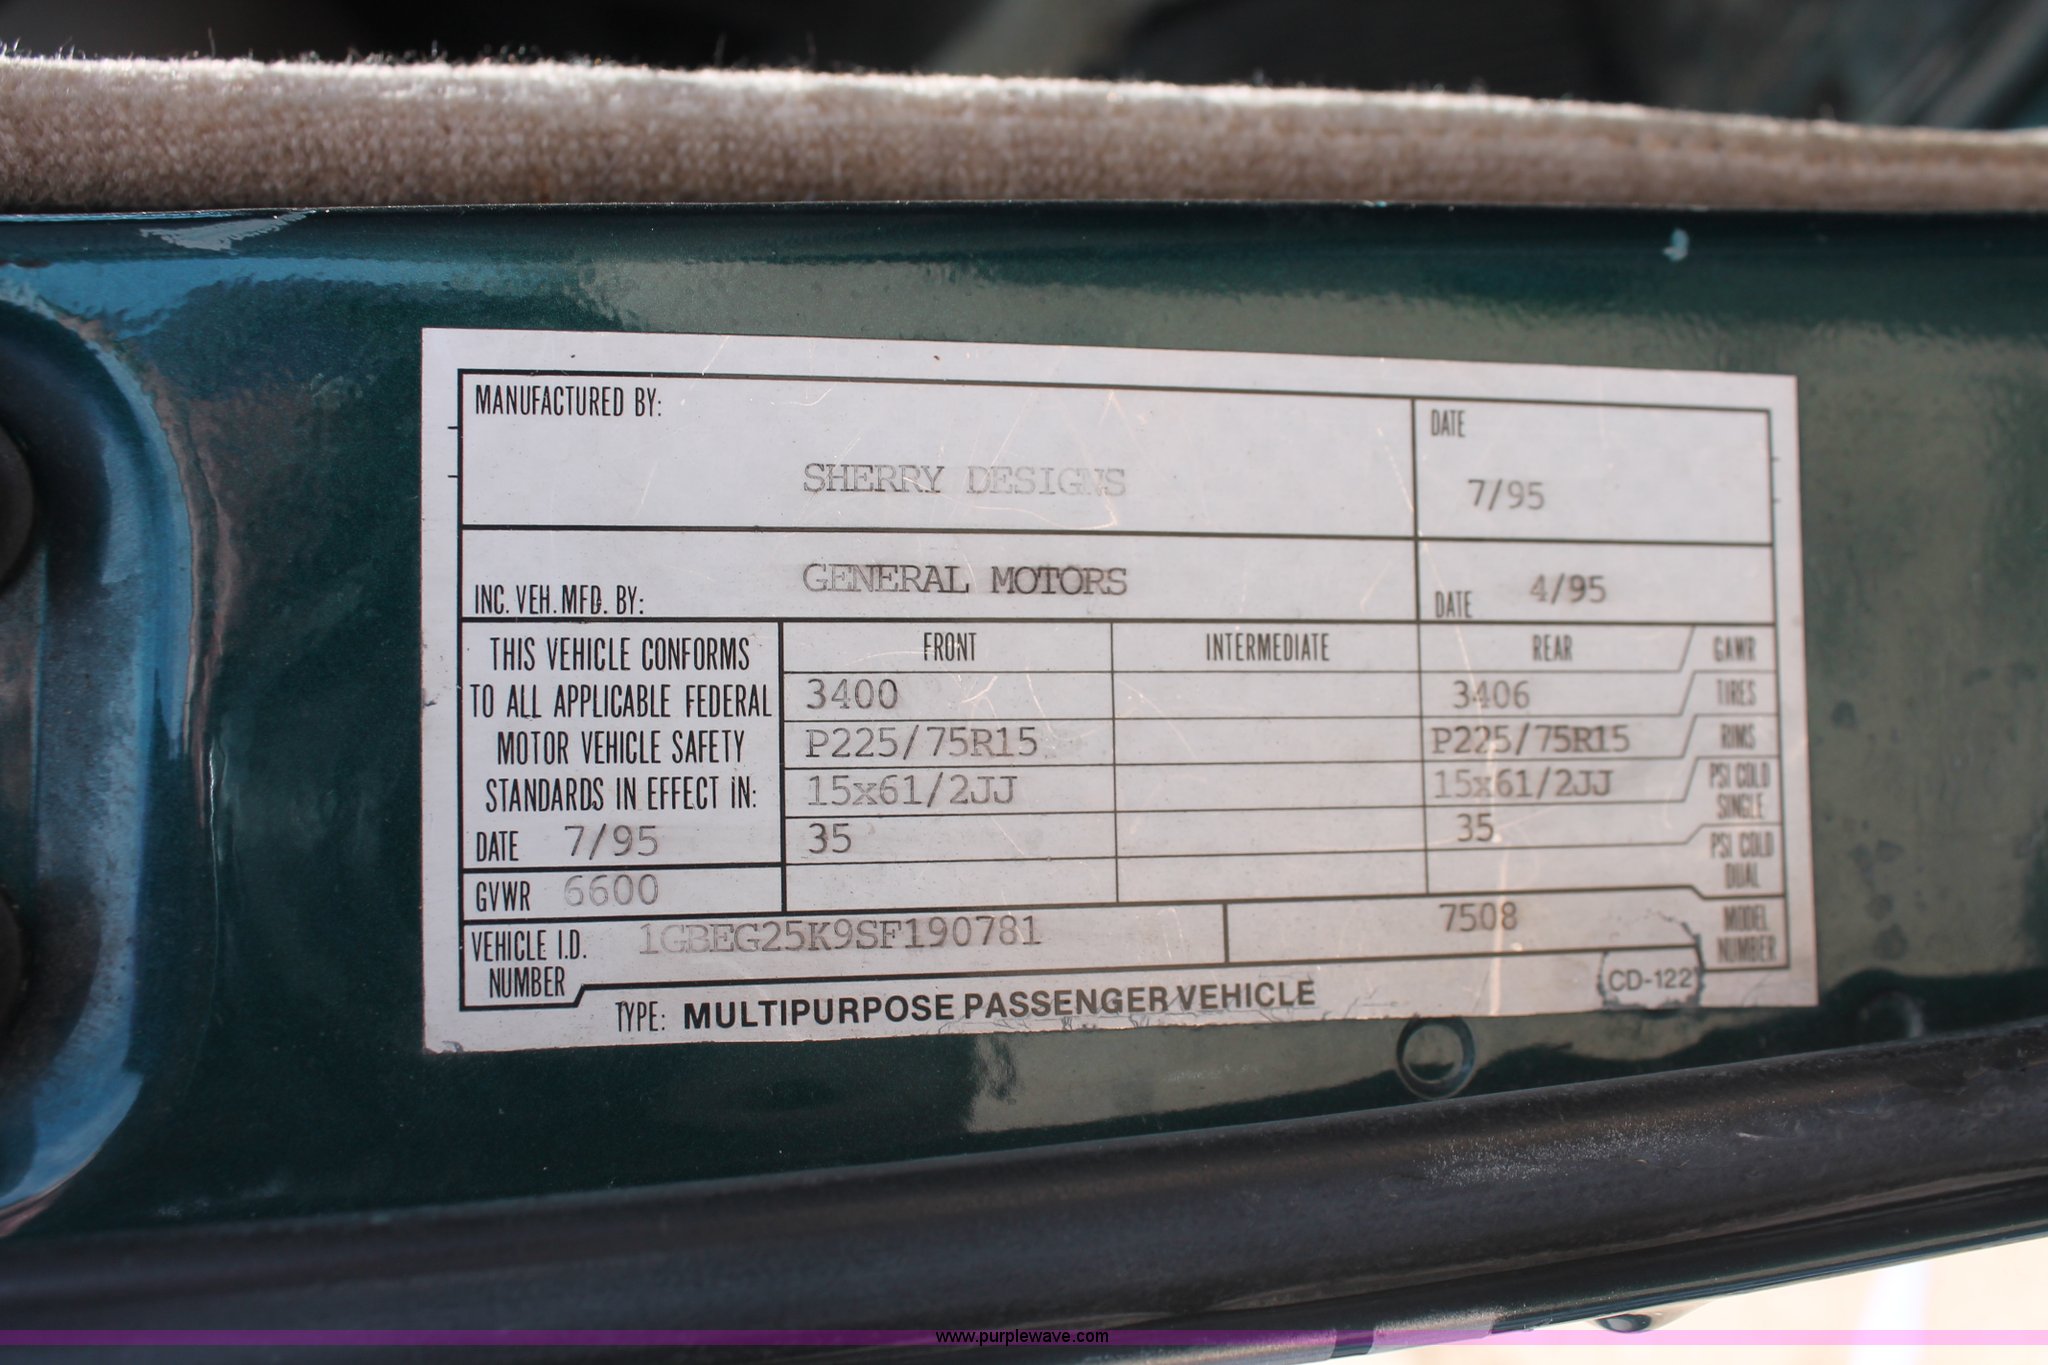 MANUFACTURED BY:
SHERRY DESIGNS
DATE
7/95
INC. VEH. MFD. BY:
GENERAL MOTORS
DATE 4/95
THIS VEHICLE CONFORMS
TO ALL APPLICABLE FEDERAL
MOTOR VEHICLE SAFETY
STANDARDS IN EFFECT IN:
DATE 7/95
GVWR 6600
FRONT INTERMEDIATE REAR GAWR
3400 3406 TIRES
P225/75R15 P225/75R15 RIMS
15x61/2JJ 15x61/2JJ PSI COLD
SINGLE
35 35 PSI COLD
DUAL
VEHICLE I.D.
NUMBER
1GBEG25K9SF190781
7508 MODEL
NUMBER
TYPE: MULTIPURPOSE PASSENGER VEHICLE
CD-122
www.purplewave.com